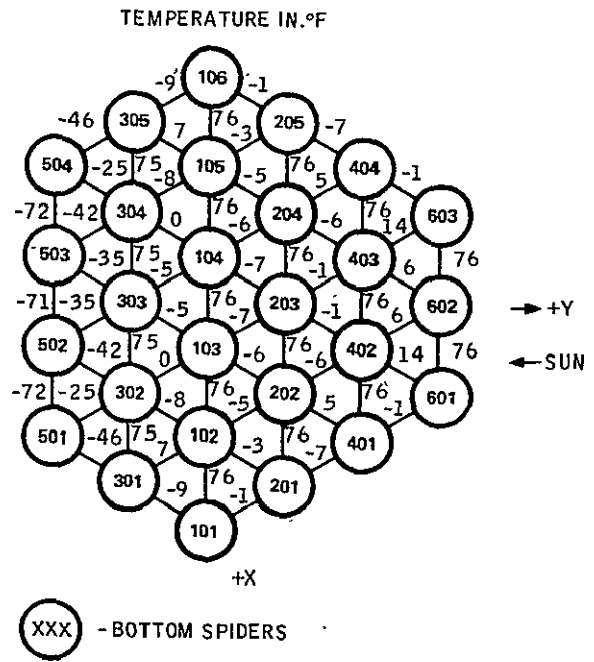 TEMPERATURE IN.°F
106
-9 -1
305 205
-46 7 76 -3 -7
504 105 404
-25 75 -8 -5 76 5 -1
304 204 603
-72 -42 0 76 -6 -6 76 14
503 104 403
-35 75 -5 -7 76 -1 6 76
303 203 602
-71 -35 -5 76 -7 -1 76 6
→ +Y
502 103 402
-42 75 0 -6 76 -6 14 76
← SUN
302 202 601
-72 -25 -8 76 -5 5 76 -1
501 102 401
-46 75 7 -3 76 -7
301 201
-9 76 -1
101
+X
XXX - BOTTOM SPIDERS